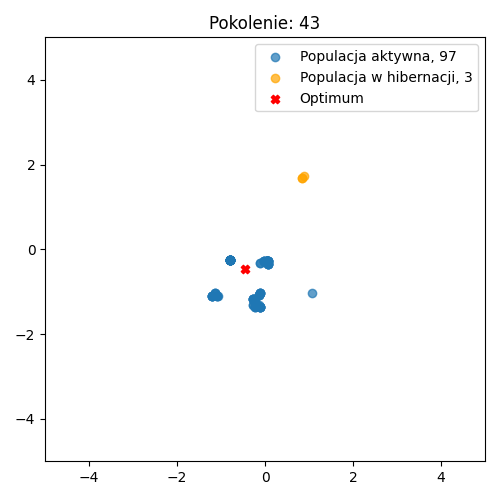 Pokolenie: 43
Populacja aktywna, 97
Populacja w hibernacji, 3
Optimum
4
2
0
−2
−4
−4 −2 0 2 4